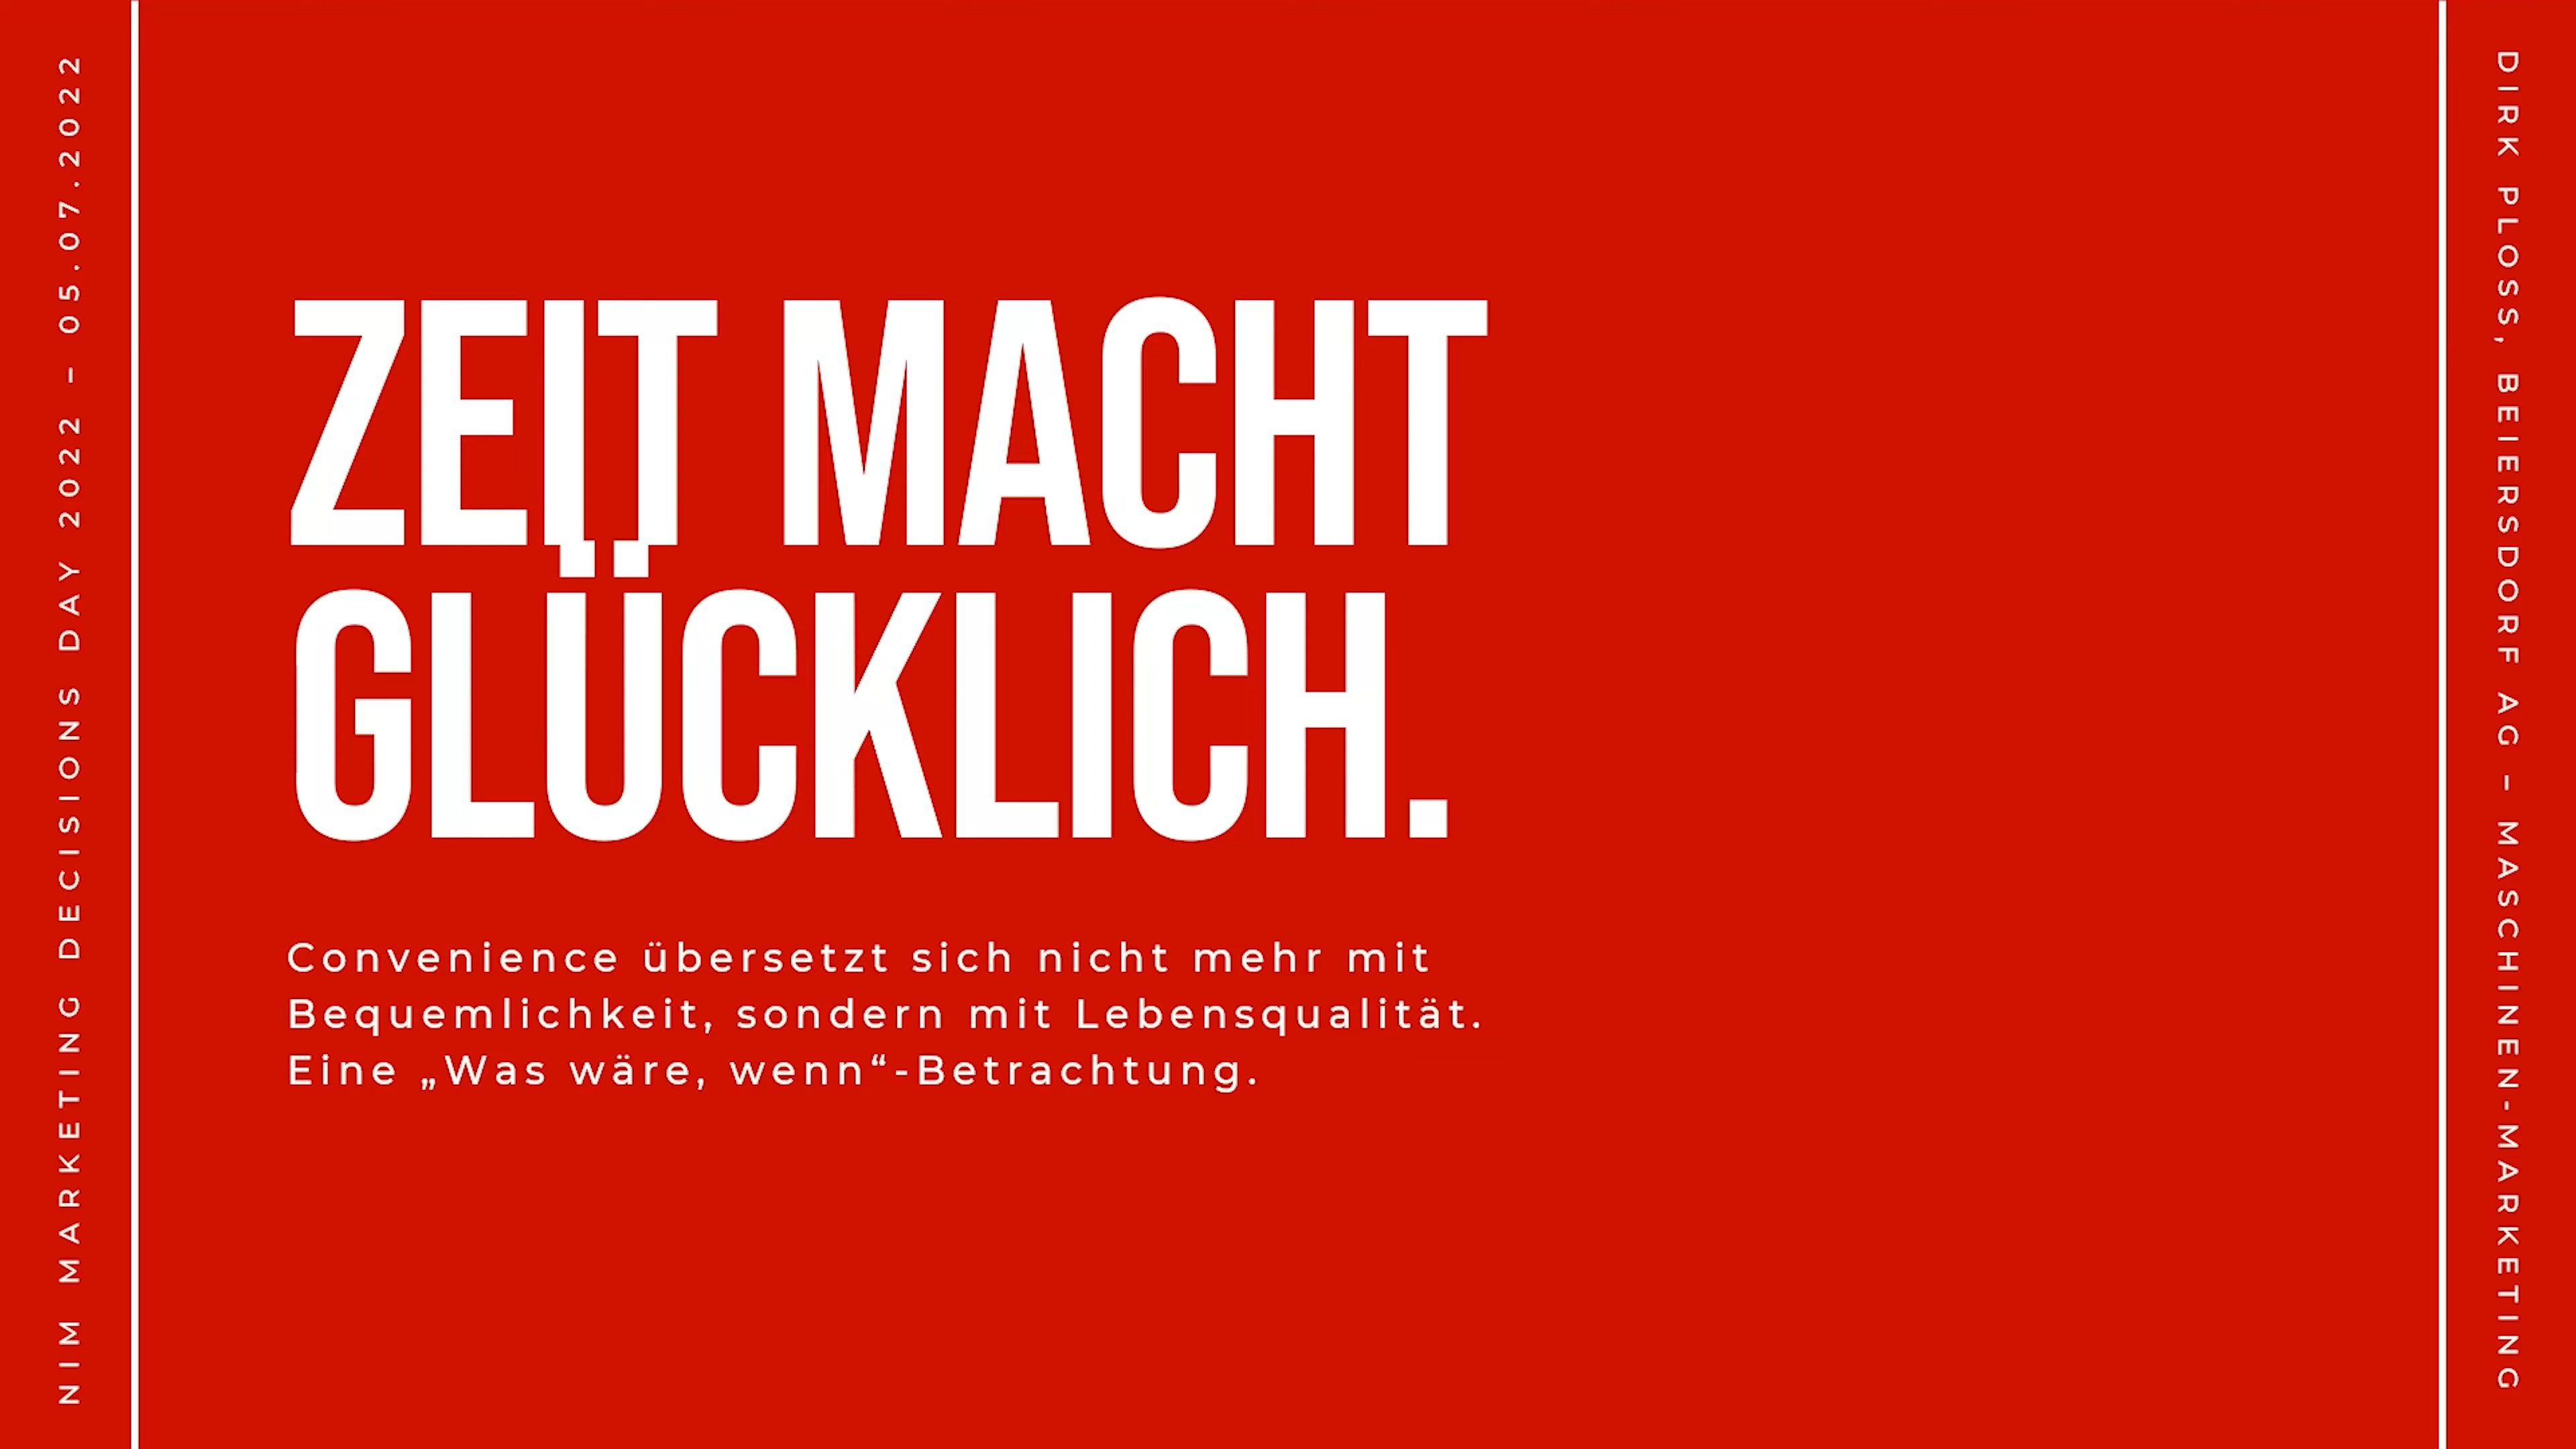 NIM MARKETING DECISIONS DAY 2022 – 05.07.2022
ZEIT MACHT
GLÜCKLICH.
Convenience übersetzt sich nicht mehr mit
Bequemlichkeit, sondern mit Lebensqualität.
Eine „Was wäre, wenn“-Betrachtung.
DIRK PLOSS, BEIERSDORF AG – MASCHINEN-MARKETING